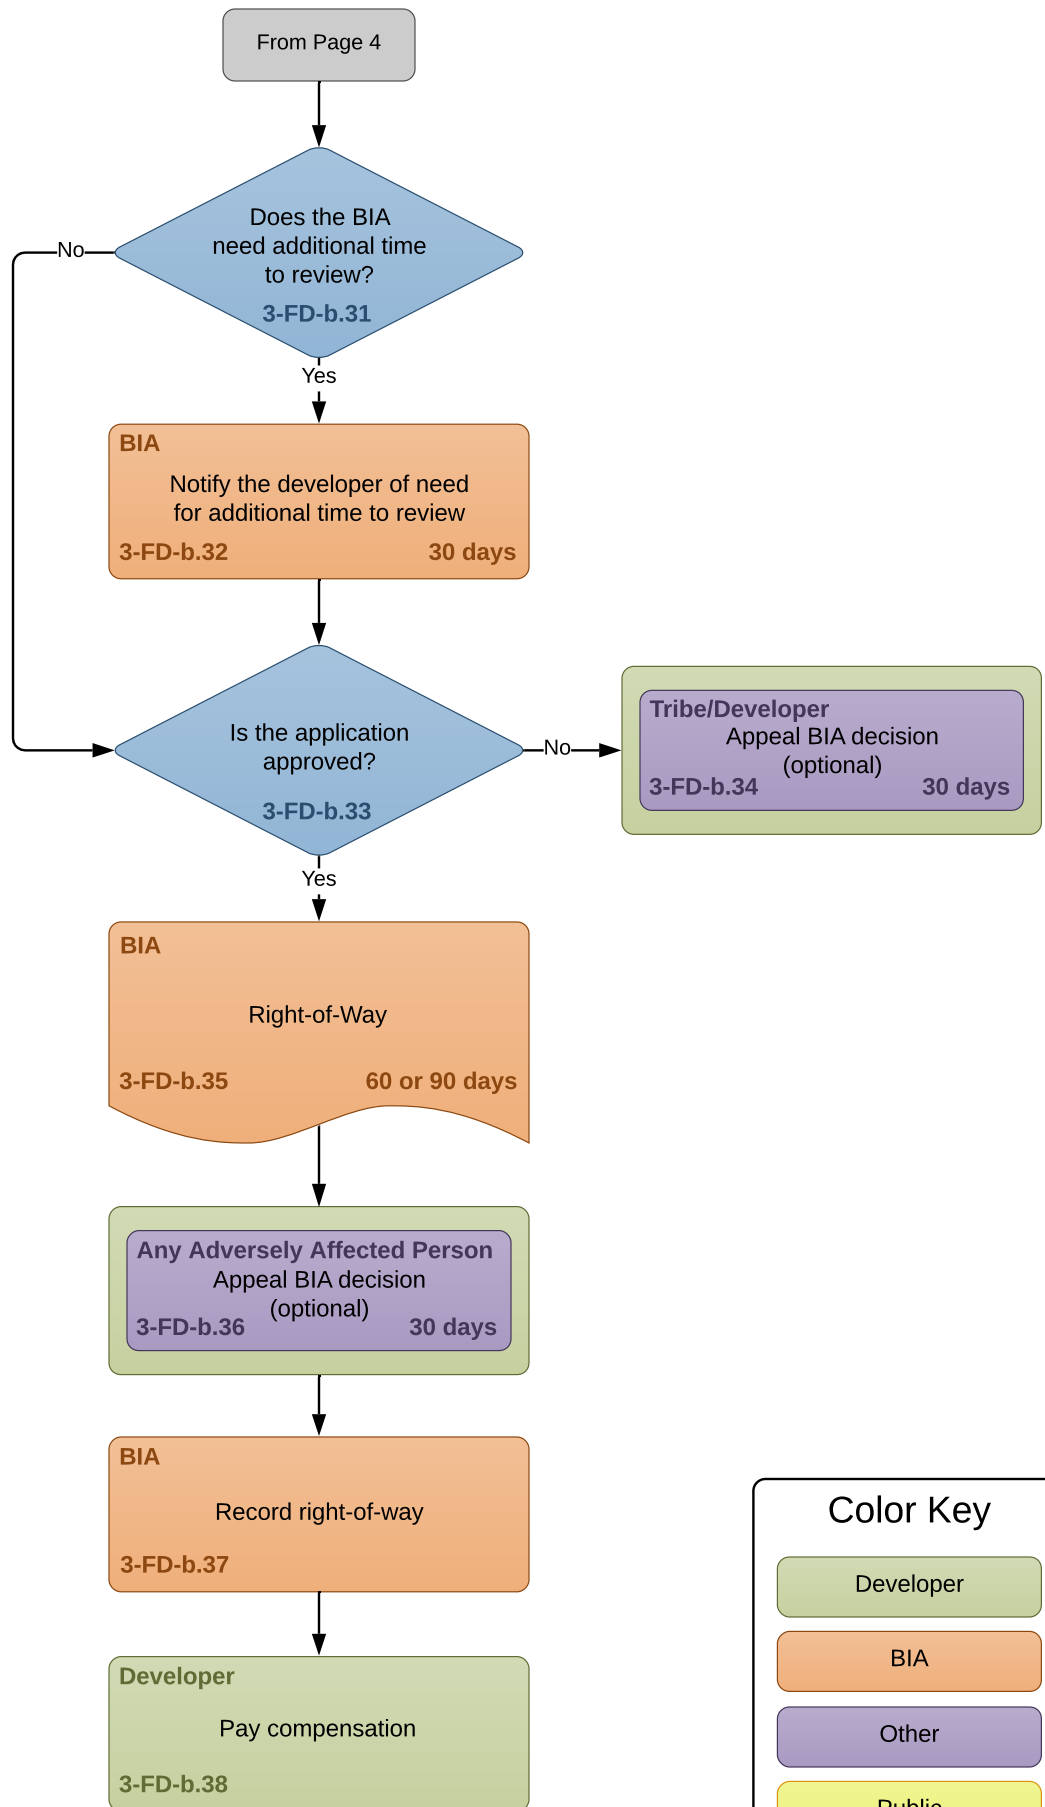 From Page 4
Does the BIA
need additional time
to review?
3-FD-b.31
No
Yes
BIA
Notify the developer of need
for additional time to review
3-FD-b.32 30 days
Is the application
approved?
3-FD-b.33
No
Tribe/Developer
Appeal BIA decision
(optional)
3-FD-b.34 30 days
Yes
BIA
Right-of-Way
3-FD-b.35 60 or 90 days
Any Adversely Affected Person
Appeal BIA decision
(optional)
3-FD-b.36 30 days
BIA
Record right-of-way
3-FD-b.37
Developer
Pay compensation
3-FD-b.38
Color Key
Developer
BIA
Other
Public